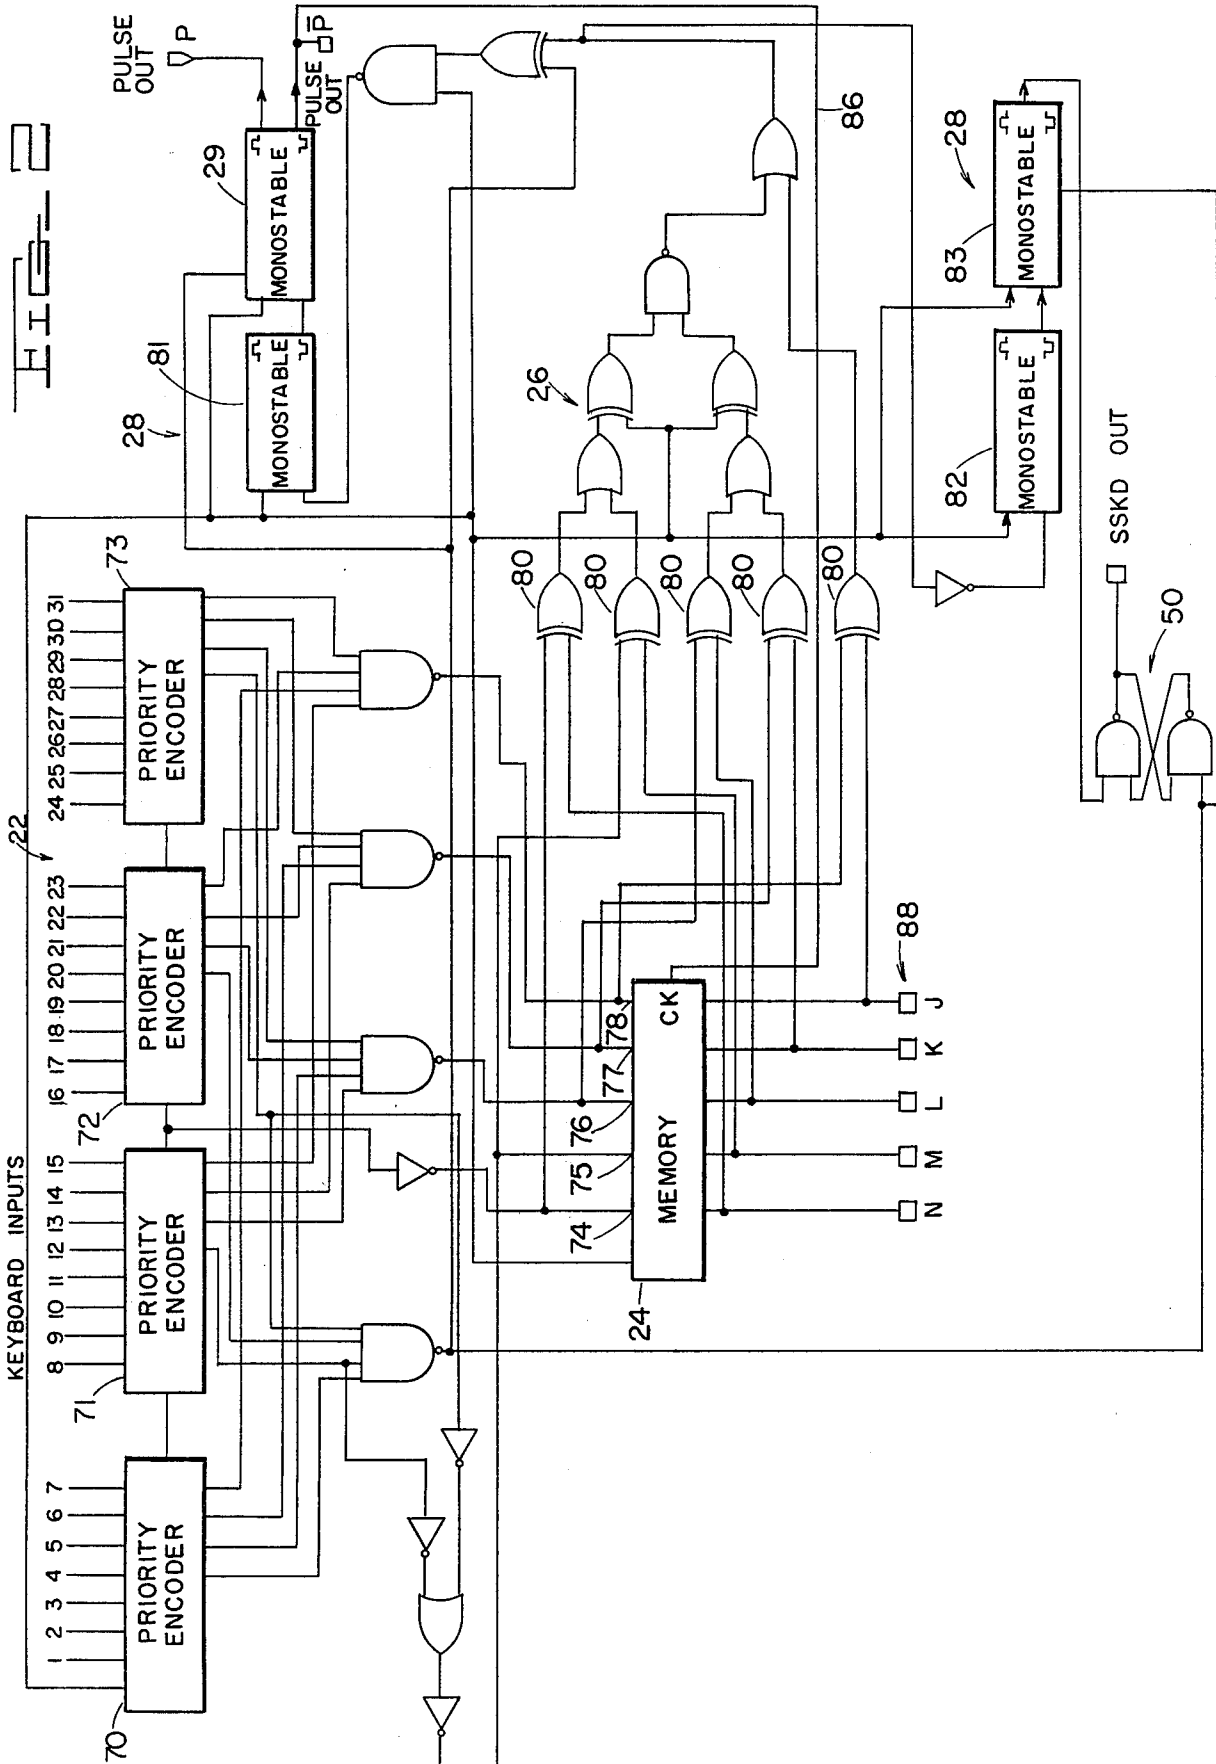 FIG. 2
KEYBOARD INPUTS
22
1 2 3 4 5 6 7
8 9 10 11 12 13 14 15
16 17 18 19 20 21 22 23
24 25 26 27 28 29 30 31
70
PRIORITY ENCODER
71
PRIORITY ENCODER
72
PRIORITY ENCODER
73
PRIORITY ENCODER
28
81
MONOSTABLE
29
MONOSTABLE
PULSE OUT
P
PULSE OUT
P̅
74
75
76
77
78
24
MEMORY
CK
80
80
80
80
80
26
86
N
M
L
K
J
88
82
MONOSTABLE
83
MONOSTABLE
28
SSKD OUT
50